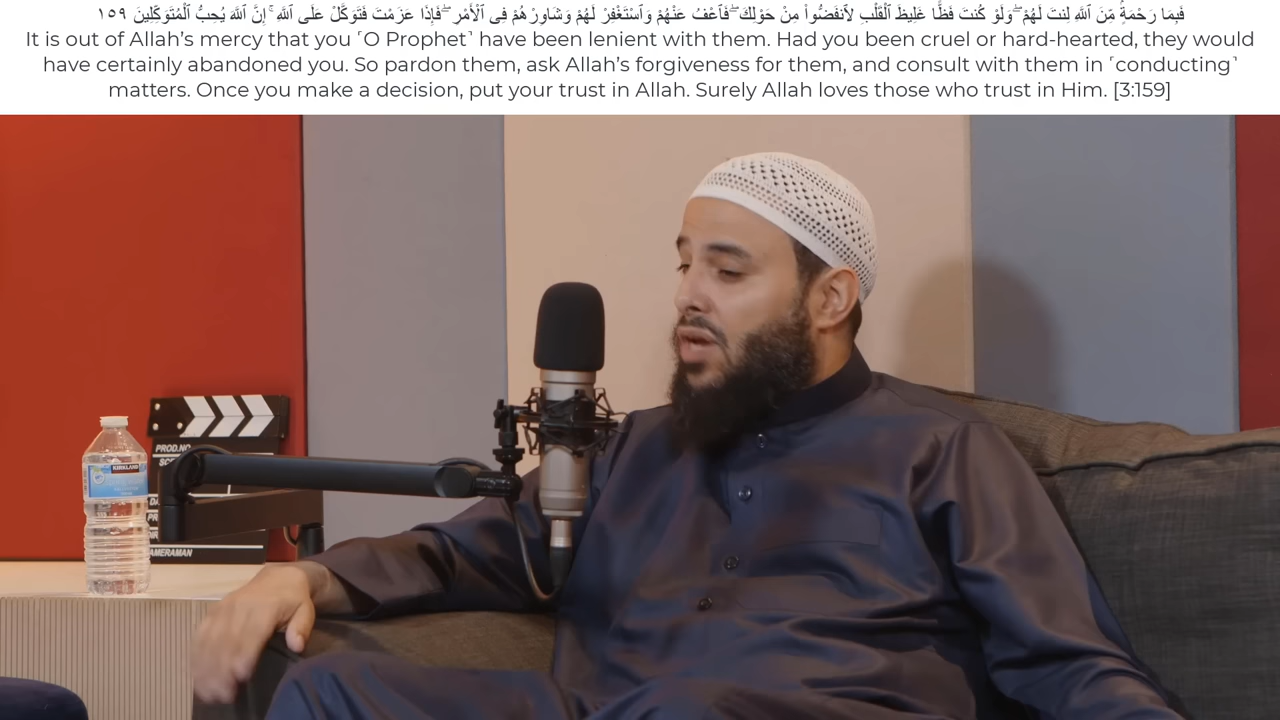 فَبِمَا رَحْمَةٍۢ مِّنَ ٱللَّهِ لِنتَ لَهُمْ ۖ وَلَوْ كُنتَ فَظًّا غَلِيظَ ٱلْقَلْبِ لَٱنفَضُّوا۟ مِنْ حَوْلِكَ ۖ فَٱعْفُ عَنْهُمْ وَٱسْتَغْفِرْ لَهُمْ وَشَاوِرْهُمْ فِى ٱلْأَمْرِ ۖ فَإِذَا عَزَمْتَ فَتَوَكَّلْ عَلَى ٱللَّهِ ۚ إِنَّ ٱللَّهَ يُحِبُّ ٱلْمُتَوَكِّلِينَ ١٥٩
It is out of Allah’s mercy that you ˹O Prophet˺ have been lenient with them. Had you been cruel or hard-hearted, they would
have certainly abandoned you. So pardon them, ask Allah’s forgiveness for them, and consult with them in ˹conducting˺
matters. Once you make a decision, put your trust in Allah. Surely Allah loves those who trust in Him. [3:159]
PROD.NO
KIRKLAND
AMERAMAN